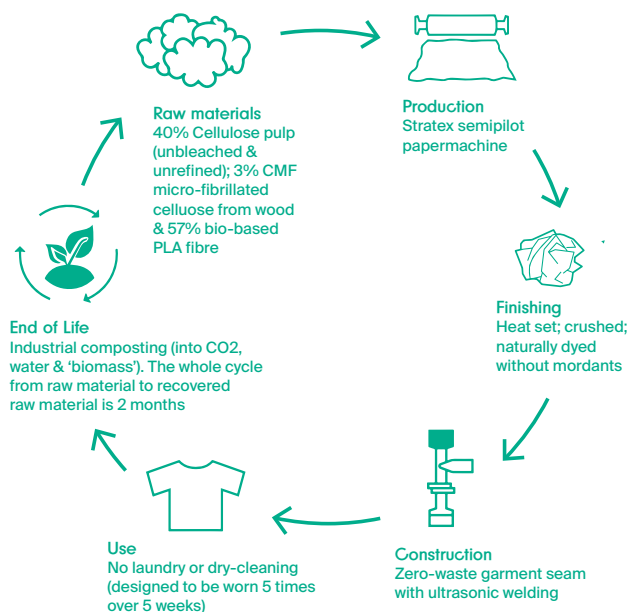 Raw materials
40% Cellulose pulp
(unbleached &
unrefined); 3% CMF
micro-fibrillated
celluose from wood
& 57% bio-based
PLA fibre
Production
Stratex semipilot
papermachine
Finishing
Heat set; crushed;
naturally dyed
without mordants
Construction
Zero-waste garment seam
with ultrasonic welding
Use
No laundry or dry-cleaning
(designed to be worn 5 times
over 5 weeks)
End of Life
Industrial composting (into CO2,
water & ‘biomass’). The whole cycle
from raw material to recovered
raw material is 2 months